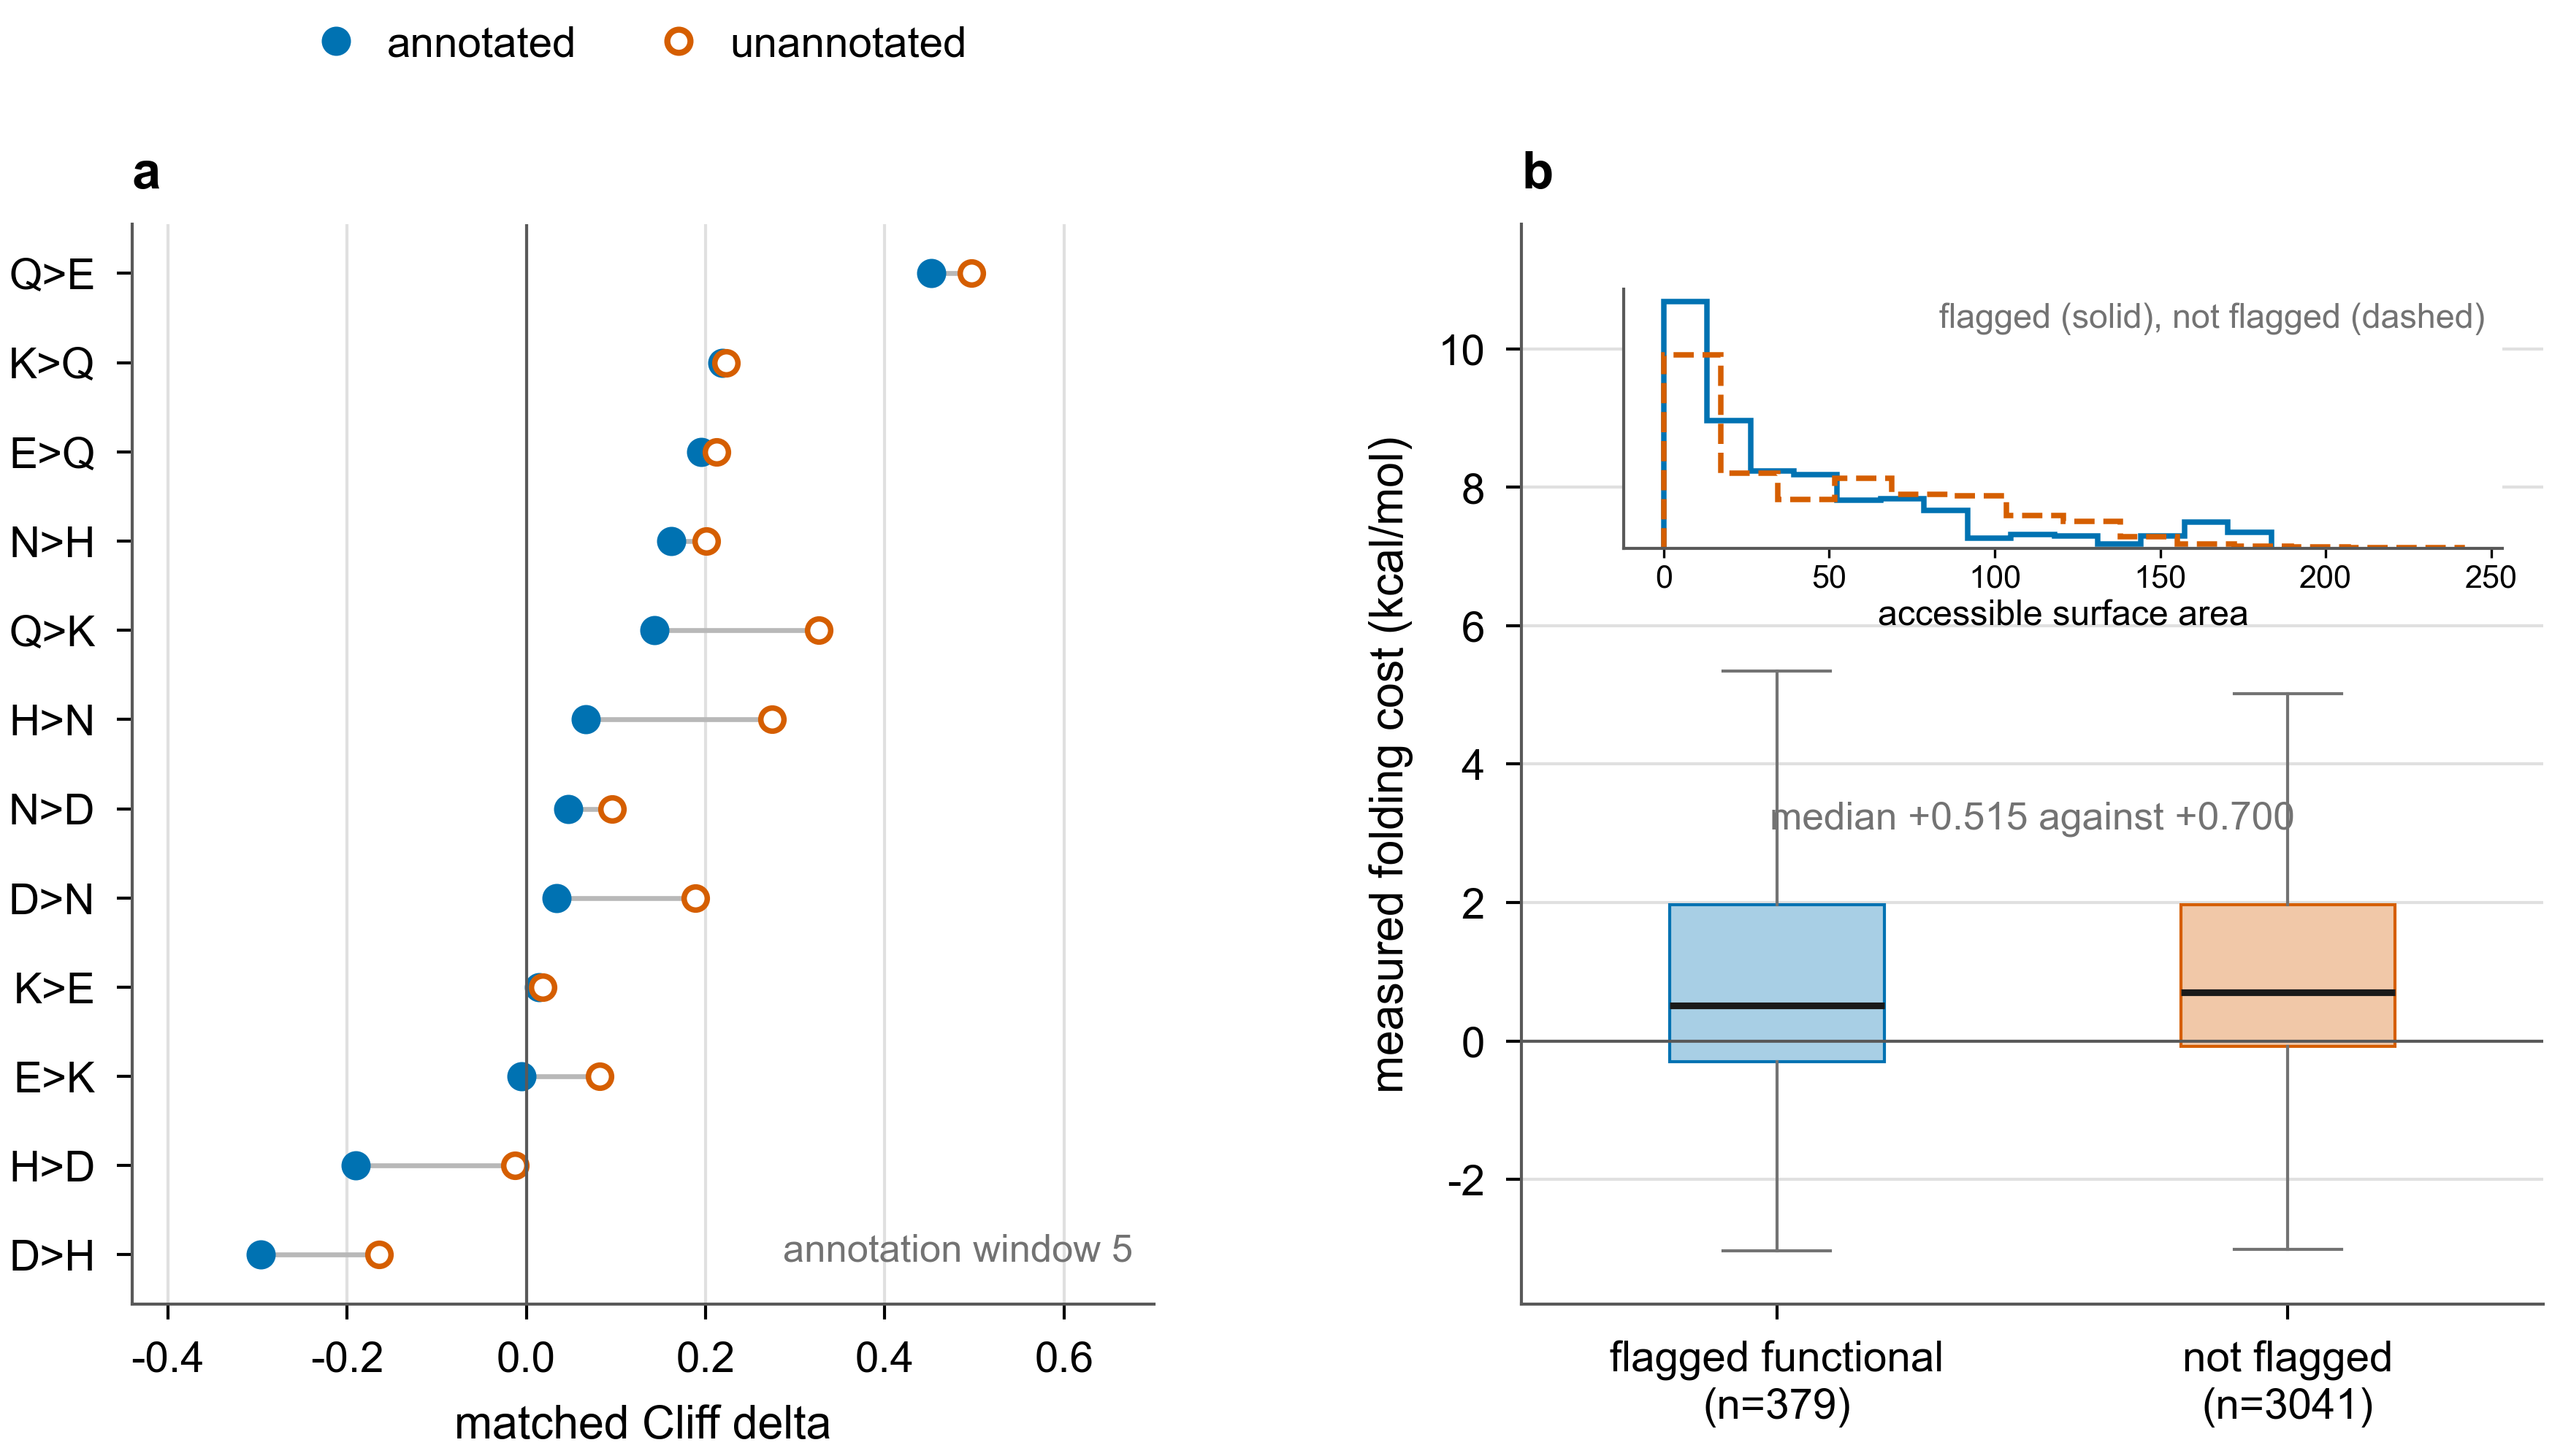 annotated
unannotated
a
Q>E
K>Q
E>Q
N>H
Q>K
H>N
N>D
D>N
K>E
E>K
H>D
D>H
annotation window 5
-0.4
-0.2
0.0
0.2
0.4
0.6
matched Cliff delta
b
measured folding cost (kcal/mol)
10
8
6
4
2
0
-2
flagged (solid), not flagged (dashed)
0
50
100
150
200
250
accessible surface area
median +0.515 against +0.700
flagged functional
(n=379)
not flagged
(n=3041)